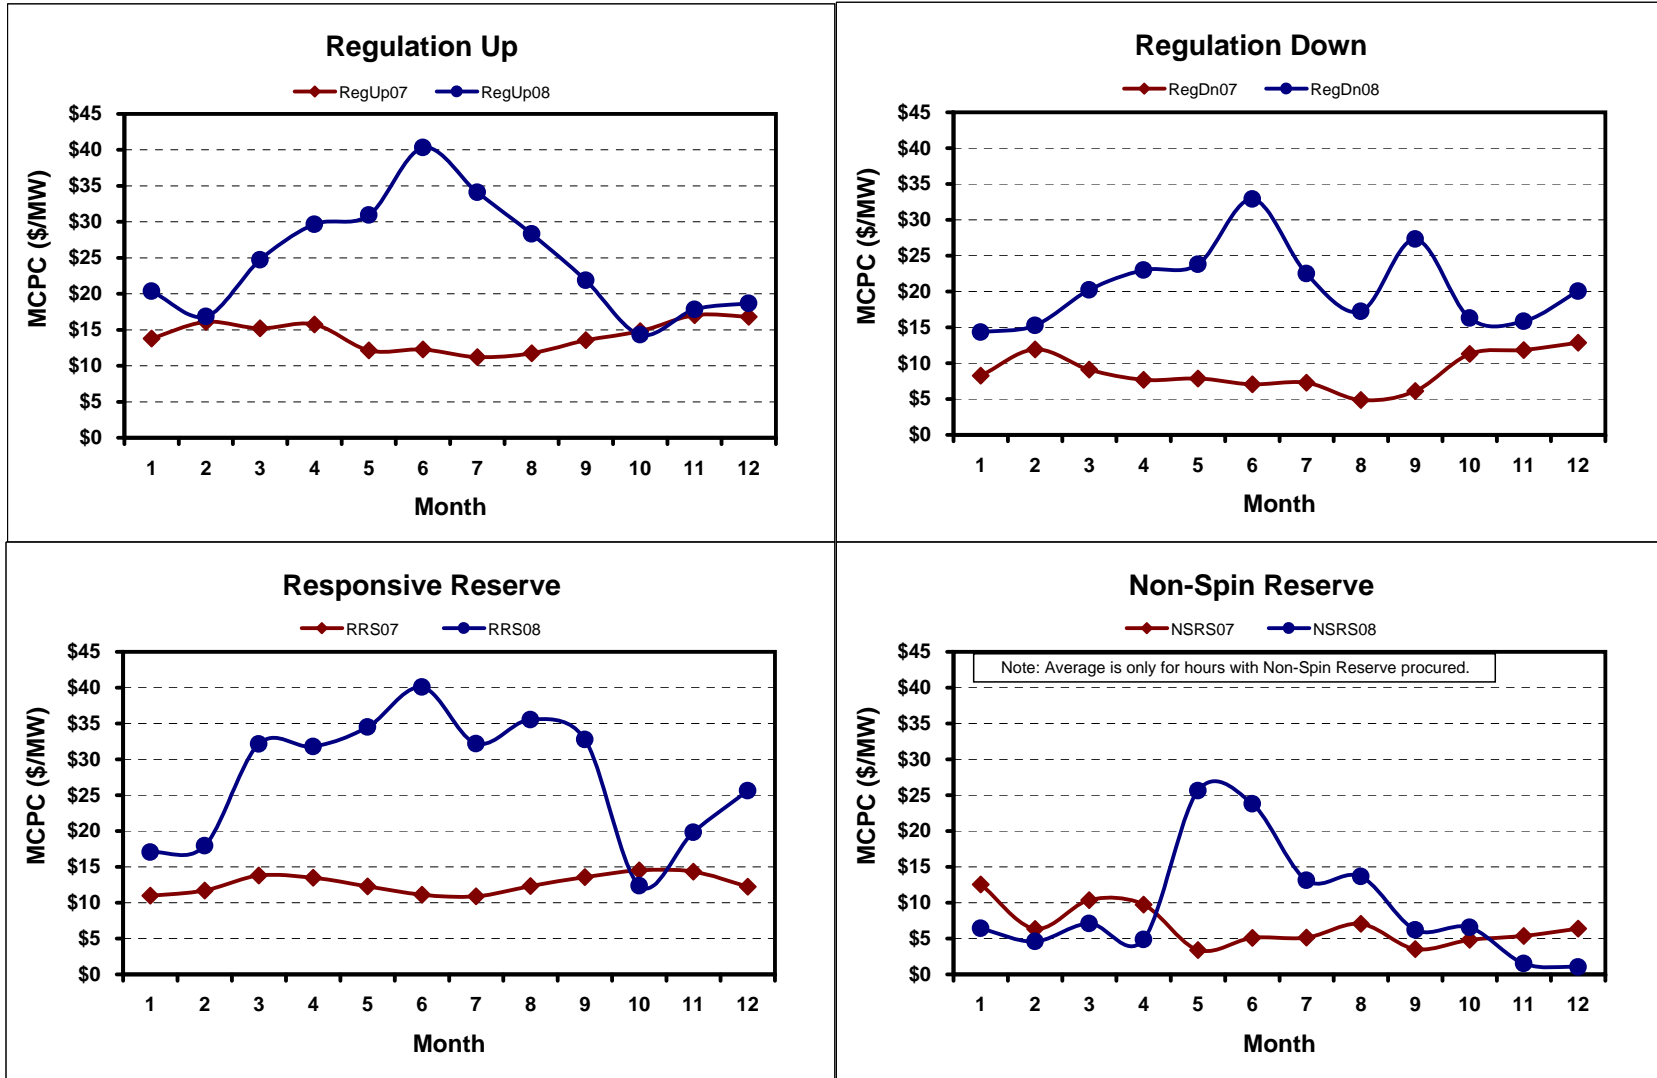 Regulation Up
RegUp07 RegUp08
$45
$40
$35
$30
$25
$20
$15
$10
$5
$0
MCPC ($/MW)
1 2 3 4 5 6 7 8 9 10 11 12
Month
Regulation Down
RegDn07 RegDn08
$45
$40
$35
$30
$25
$20
$15
$10
$5
$0
MCPC ($/MW)
1 2 3 4 5 6 7 8 9 10 11 12
Month
Responsive Reserve
RRS07 RRS08
$45
$40
$35
$30
$25
$20
$15
$10
$5
$0
MCPC ($/MW)
1 2 3 4 5 6 7 8 9 10 11 12
Month
Non-Spin Reserve
NSRS07 NSRS08
Note: Average is only for hours with Non-Spin Reserve procured.
$45
$40
$35
$30
$25
$20
$15
$10
$5
$0
MCPC ($/MW)
1 2 3 4 5 6 7 8 9 10 11 12
Month